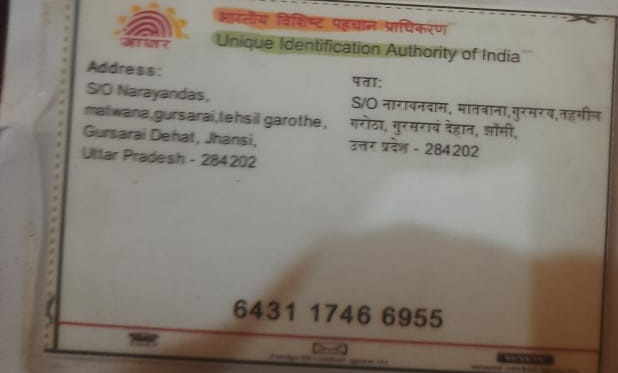 भारतीय विशिष्ट पहचान प्राधिकरण
Unique Identification Authority of India
आधार
Address:
S/O Narayandas,
matwana,gursarai,tehsil garothe,
Gursarai Dehat, Jhansi,
Uttar Pradesh - 284202
पता:
S/O नारायनदास, मातवाना,गुरसरय,तहसील
गरोठा, गुरसरायं देहात, झाँसी,
उत्तर प्रदेश - 284202
6431 1746 6955